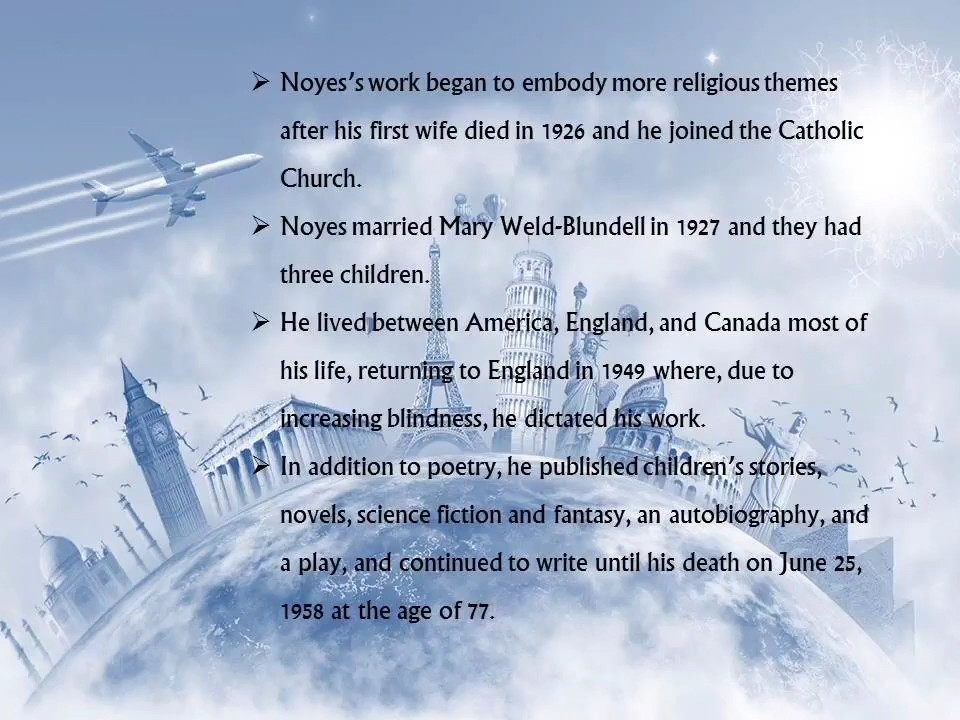 ➢ Noyes’s work began to embody more religious themes
after his first wife died in 1926 and he joined the Catholic
Church.
➢ Noyes married Mary Weld-Blundell in 1927 and they had
three children.
➢ He lived between America, England, and Canada most of
his life, returning to England in 1949 where, due to
increasing blindness, he dictated his work.
➢ In addition to poetry, he published children’s stories,
novels, science fiction and fantasy, an autobiography, and
a play, and continued to write until his death on June 25,
1958 at the age of 77.